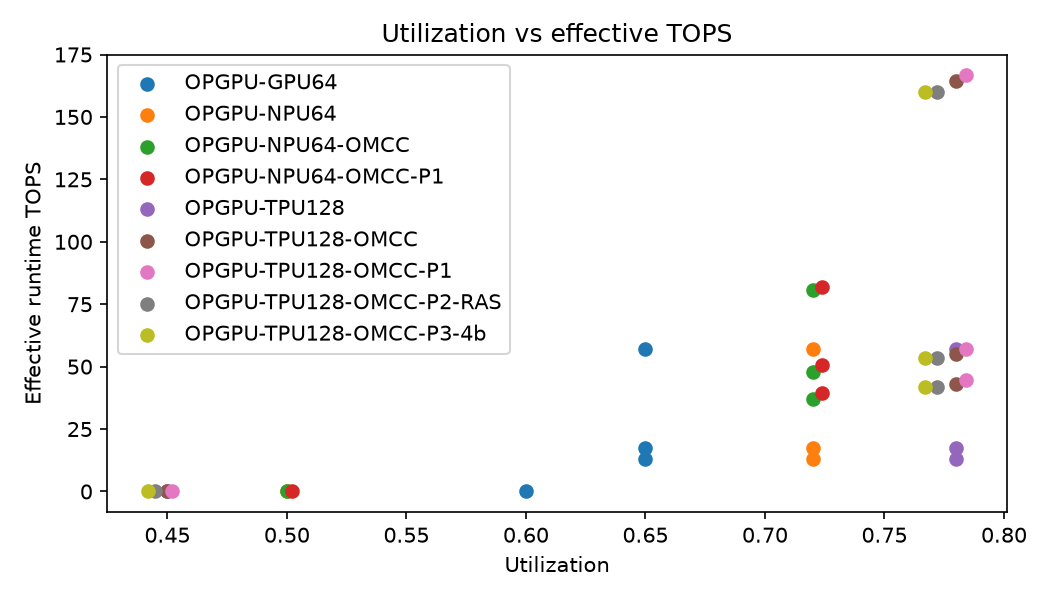 Utilization vs effective TOPS
175
150
125
100
75
50
25
0
Effective runtime TOPS
OPGPU-GPU64
OPGPU-NPU64
OPGPU-NPU64-OMCC
OPGPU-NPU64-OMCC-P1
OPGPU-TPU128
OPGPU-TPU128-OMCC
OPGPU-TPU128-OMCC-P1
OPGPU-TPU128-OMCC-P2-RAS
OPGPU-TPU128-OMCC-P3-4b
0.45 0.50 0.55 0.60 0.65 0.70 0.75 0.80
Utilization